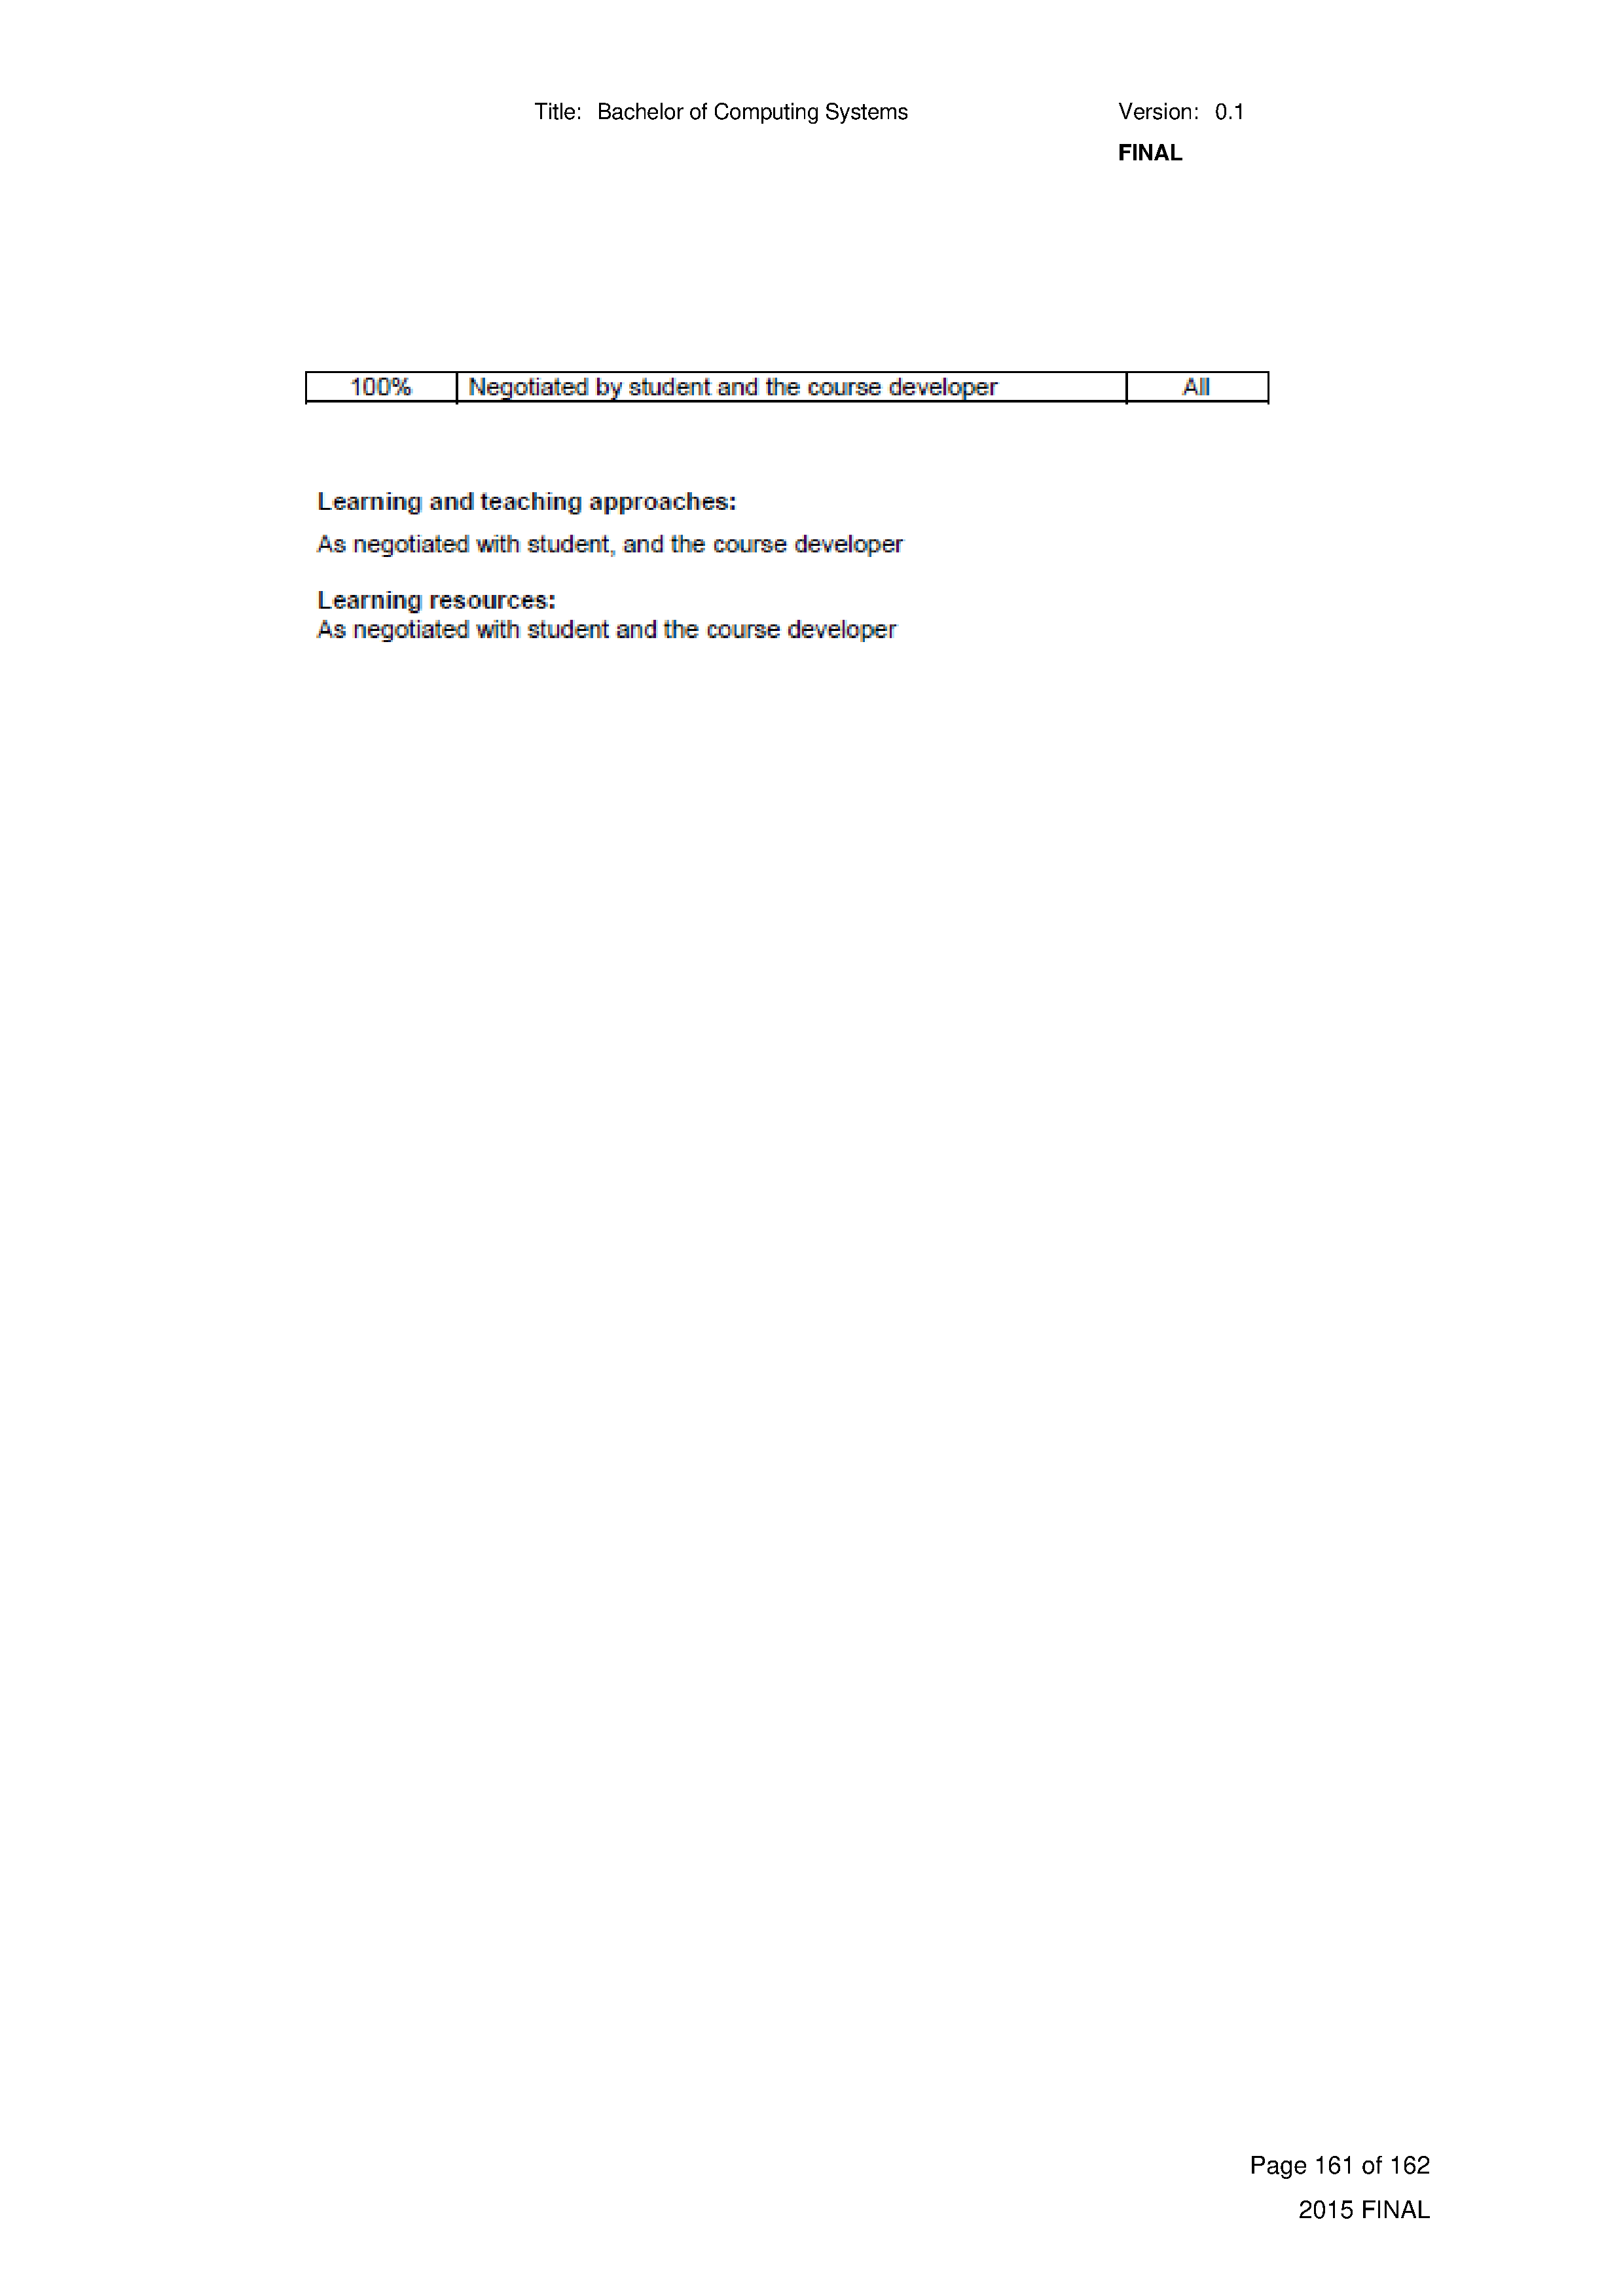 Title: Bachelor of Computing Systems Version: 0.1
FINAL
100% Negotiated by student and the course developer All
Learning and teaching approaches:
As negotiated with student, and the course developer
Learning resources:
As negotiated with student and the course developer
Page 161 of 162
2015 FINAL